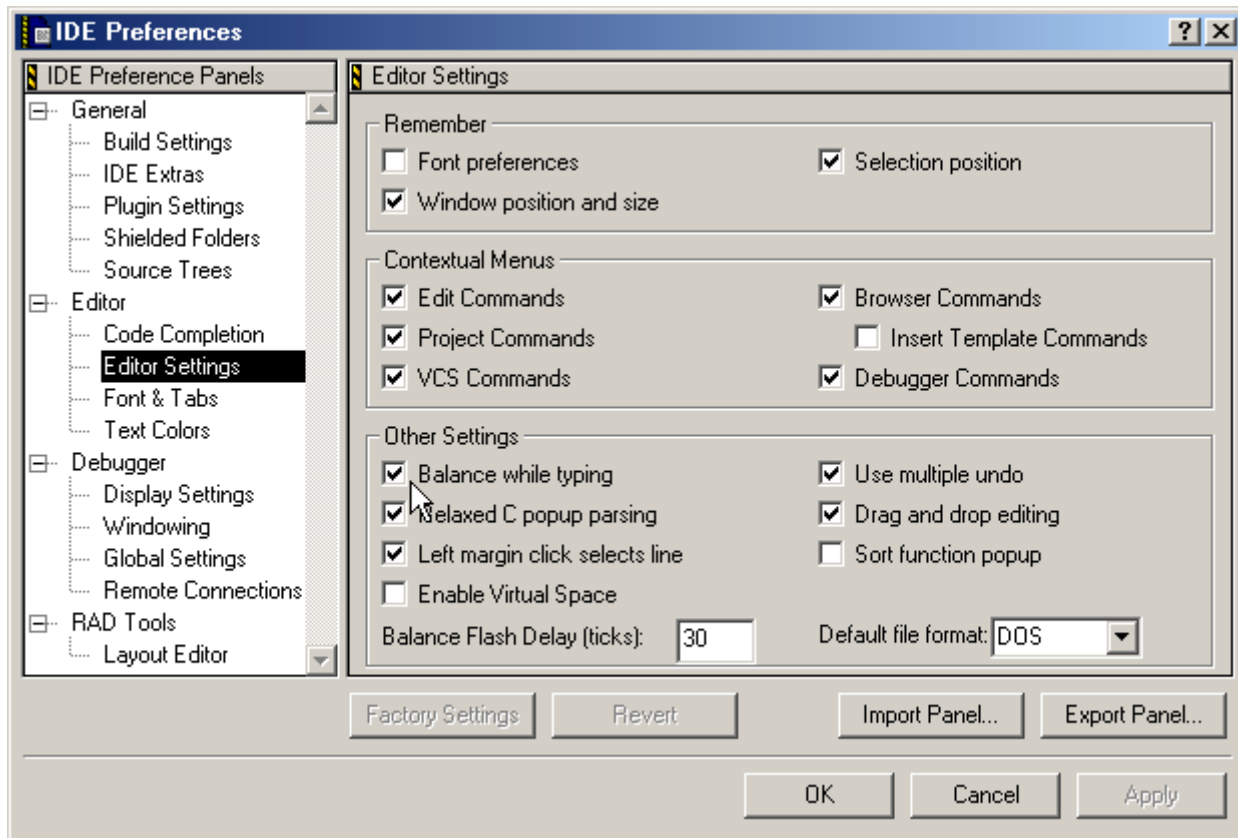 IDE Preferences
IDE Preference Panels
General
Build Settings
IDE Extras
Plugin Settings
Shielded Folders
Source Trees
Editor
Code Completion
Editor Settings
Font & Tabs
Text Colors
Debugger
Display Settings
Windowing
Global Settings
Remote Connections
RAD Tools
Layout Editor
Editor Settings
Remember
Font preferences
Selection position
Window position and size
Contextual Menus
Edit Commands
Browser Commands
Project Commands
Insert Template Commands
VCS Commands
Debugger Commands
Other Settings
Balance while typing
Use multiple undo
Relaxed C popup parsing
Drag and drop editing
Left margin click selects line
Sort function popup
Enable Virtual Space
Balance Flash Delay (ticks): 30
Default file format: DOS
Factory Settings
Revert
Import Panel...
Export Panel...
OK
Cancel
Apply